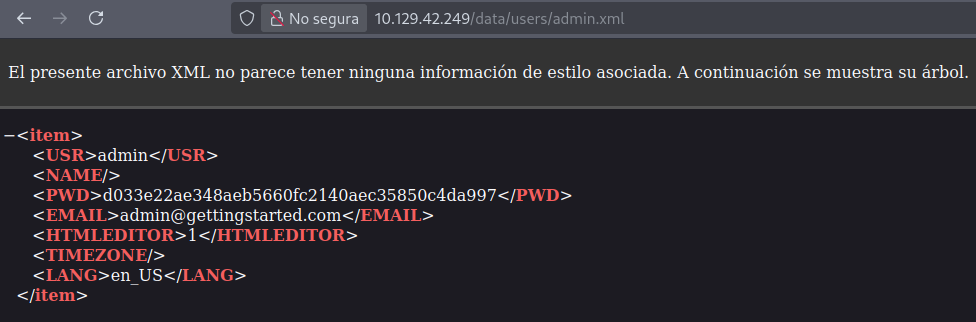 No segura
10.129.42.249/data/users/admin.xml
El presente archivo XML no parece tener ninguna información de estilo asociada. A continuación se muestra su árbol.
−<item>
<USR>admin</USR>
<NAME/>
<PWD>d033e22ae348aeb5660fc2140aec35850c4da997</PWD>
<EMAIL>admin@gettingstarted.com</EMAIL>
<HTMLEDITOR>1</HTMLEDITOR>
<TIMEZONE/>
<LANG>en_US</LANG>
</item>